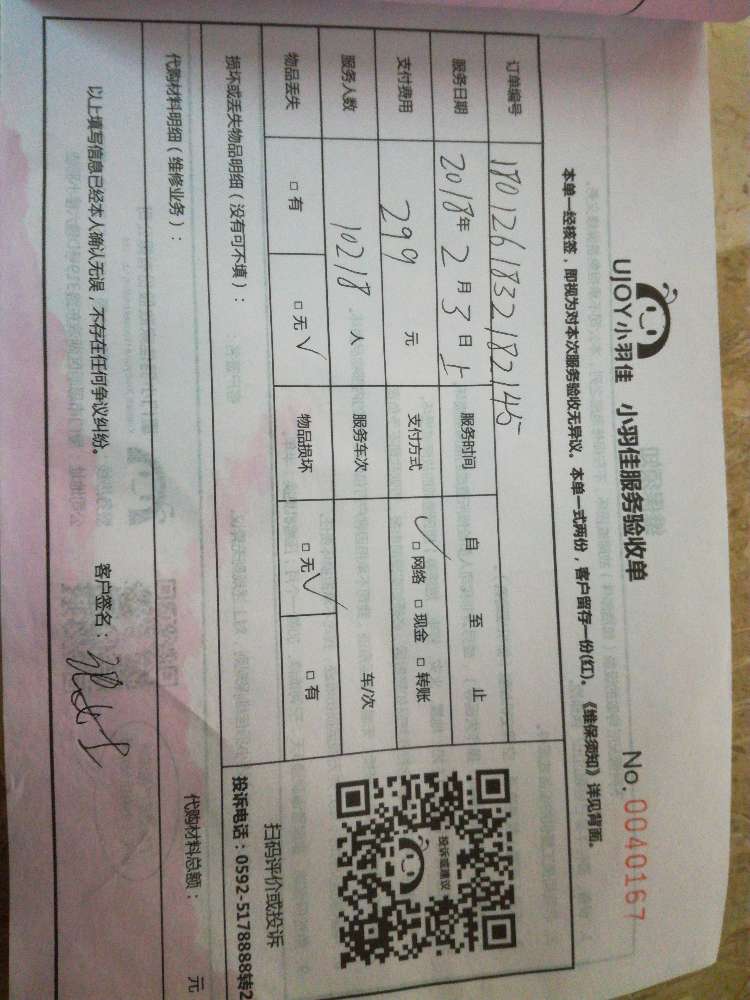 UJOY小羽佳 小羽佳服务验收单
No. 0040167
本单一经核签，即视为对本次服务验收无异议。本单一式两份，客户留存一份(红)。《维保须知》详见背面。
订单编号 180126183218214​5
服务日期 2018年2月3日上 服务时间 自 至 止
支付费用 299 元 支付方式 ✓□网络 □现金 □转账
服务人数 10218 人 服务车次 车/次
物品丢失 □有 □无✓ 物品损坏 □无✓ □有
投诉或建议
扫码评价或投诉
投诉电话：0592-5178888转2
损坏或丢失物品明细（没有可不填）：
代购材料明细（维修业务）： 代购材料总额： 元
以上填写信息已经本人确认无误，不存在任何争议纠纷。 客户签名：